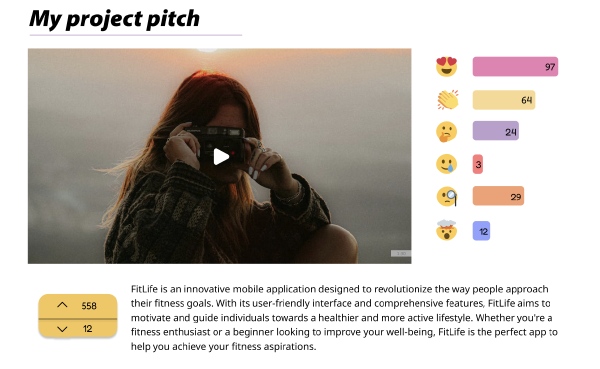 My project pitch
97
64
24
3
29
12
558
12
FitLife is an innovative mobile application designed to revolutionize the way people approach
their fitness goals. With its user-friendly interface and comprehensive features, FitLife aims to
motivate and guide individuals towards a healthier and more active lifestyle. Whether you're a
fitness enthusiast or a beginner looking to improve your well-being, FitLife is the perfect app to
help you achieve your fitness aspirations.